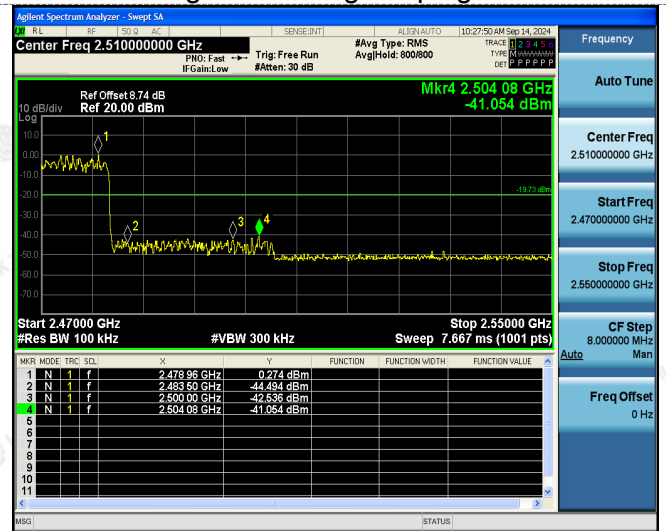 Agilent Spectrum Analyzer - Swept SA
LXI RL RF 50 Ω AC SENSE:INT ALIGN AUTO 10:27:50 AM Sep 14, 2024
Center Freq 2.510000000 GHz
PNO: Fast
IFGain:Low
Trig: Free Run
#Atten: 30 dB
#Avg Type: RMS
Avg|Hold: 800/800
TRACE 1 2 3 4 5 6
TYPE M
DET P P P P P P
Frequency
Ref Offset 8.74 dB
10 dB/div Ref 20.00 dBm
Log
Mkr4 2.504 08 GHz
-41.054 dBm
10.0
0.00
-10.0
-20.0
-30.0
-40.0
-50.0
-60.0
-70.0
1
2
3
4
-19.73 dBm
Start 2.47000 GHz Stop 2.55000 GHz
#Res BW 100 kHz #VBW 300 kHz Sweep 7.667 ms (1001 pts)
MKR MODE TRC SCL X Y FUNCTION FUNCTION WIDTH FUNCTION VALUE
1 N 1 f 2.478 96 GHz 0.274 dBm
2 N 1 f 2.483 50 GHz -44.494 dBm
3 N 1 f 2.500 00 GHz -42.536 dBm
4 N 1 f 2.504 08 GHz -41.054 dBm
5
6
7
8
9
10
11
MSG STATUS
Auto Tune
Center Freq
2.510000000 GHz
Start Freq
2.470000000 GHz
Stop Freq
2.550000000 GHz
CF Step
8.000000 MHz
Auto Man
Freq Offset
0 Hz